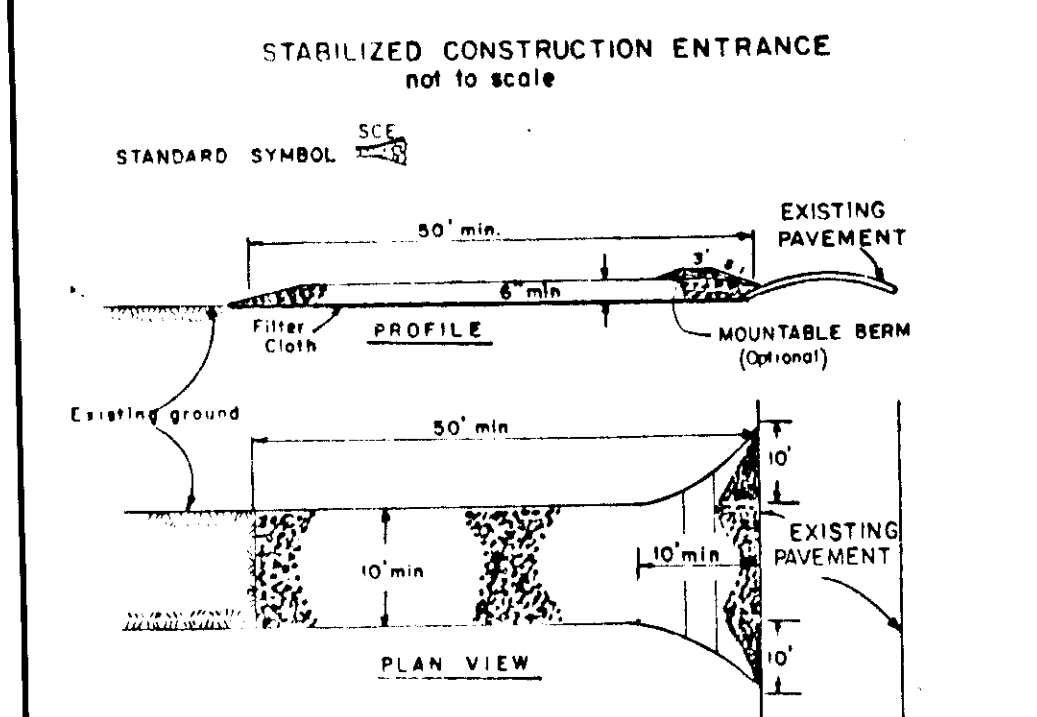 STABILIZED CONSTRUCTION ENTRANCE
not to scale
SCE
STANDARD SYMBOL
50' min.
EXISTING
PAVEMENT
3'
6" min
Filter
Cloth
PROFILE
MOUNTABLE BERM
(Optional)
Existing ground
50' min
10'
10' min
10' min
EXISTING
PAVEMENT
10'
PLAN VIEW